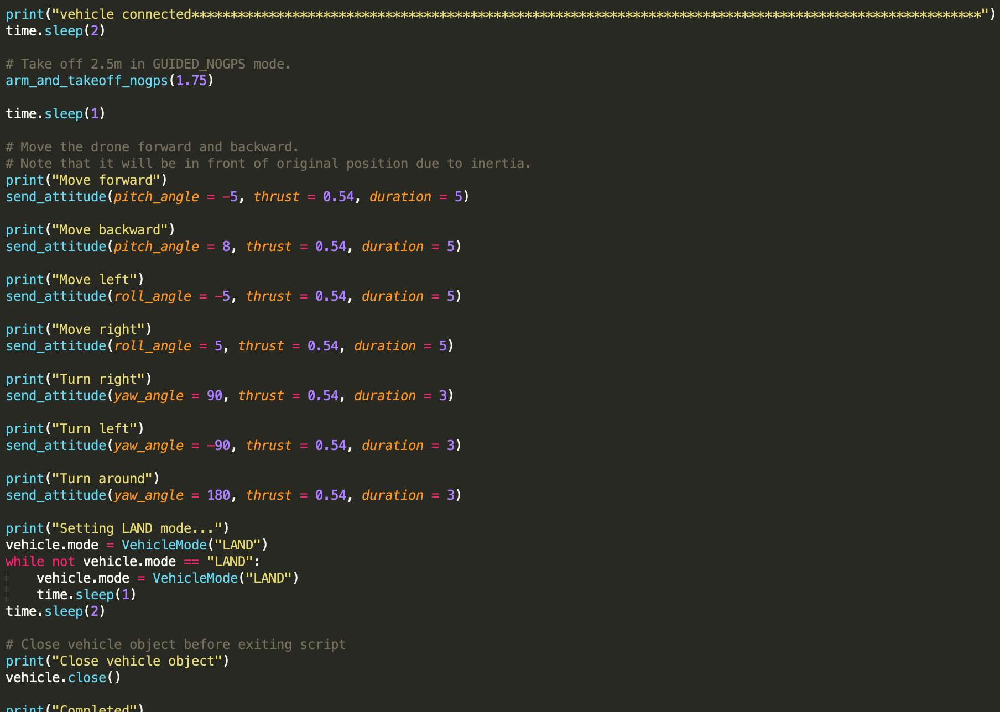 print("vehicle connected******************************************************************************************************")
time.sleep(2)
# Take off 2.5m in GUIDED_NOGPS mode.
arm_and_takeoff_nogps(1.75)
time.sleep(1)
# Move the drone forward and backward.
# Note that it will be in front of original position due to inertia.
print("Move forward")
send_attitude(pitch_angle = -5, thrust = 0.54, duration = 5)
print("Move backward")
send_attitude(pitch_angle = 8, thrust = 0.54, duration = 5)
print("Move left")
send_attitude(roll_angle = -5, thrust = 0.54, duration = 5)
print("Move right")
send_attitude(roll_angle = 5, thrust = 0.54, duration = 5)
print("Turn right")
send_attitude(yaw_angle = 90, thrust = 0.54, duration = 3)
print("Turn left")
send_attitude(yaw_angle = -90, thrust = 0.54, duration = 3)
print("Turn around")
send_attitude(yaw_angle = 180, thrust = 0.54, duration = 3)
print("Setting LAND mode...")
vehicle.mode = VehicleMode("LAND")
while not vehicle.mode == "LAND":
    vehicle.mode = VehicleMode("LAND")
    time.sleep(1)
time.sleep(2)
# Close vehicle object before exiting script
print("Close vehicle object")
vehicle.close()
print("Completed")